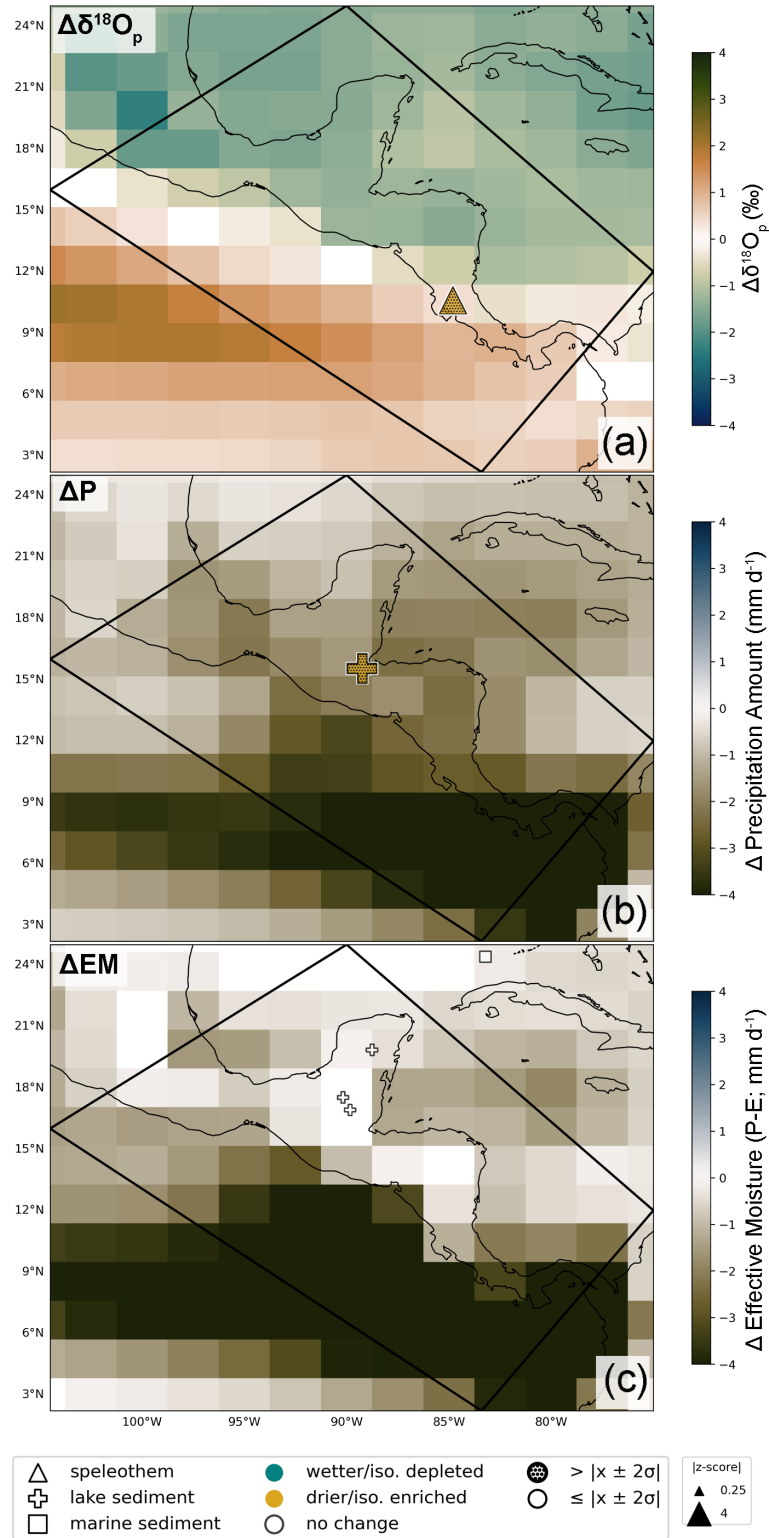 Δδ¹⁸Oₚ
24°N
21°N
18°N
15°N
12°N
9°N
6°N
3°N
(a)
4
3
2
1
0
−1
−2
−3
−4
Δδ¹⁸Oₚ (‰)
ΔP
24°N
21°N
18°N
15°N
12°N
9°N
6°N
3°N
(b)
4
3
2
1
0
−1
−2
−3
−4
Δ Precipitation Amount (mm d⁻¹)
ΔEM
24°N
21°N
18°N
15°N
12°N
9°N
6°N
3°N
(c)
4
3
2
1
0
−1
−2
−3
−4
Δ Effective Moisture (P-E; mm d⁻¹)
100°W 95°W 90°W 85°W 80°W
speleothem wetter/iso. depleted > |x ± 2σ|
lake sediment drier/iso. enriched ≤ |x ± 2σ|
marine sediment no change
|z-score|
0.25
4